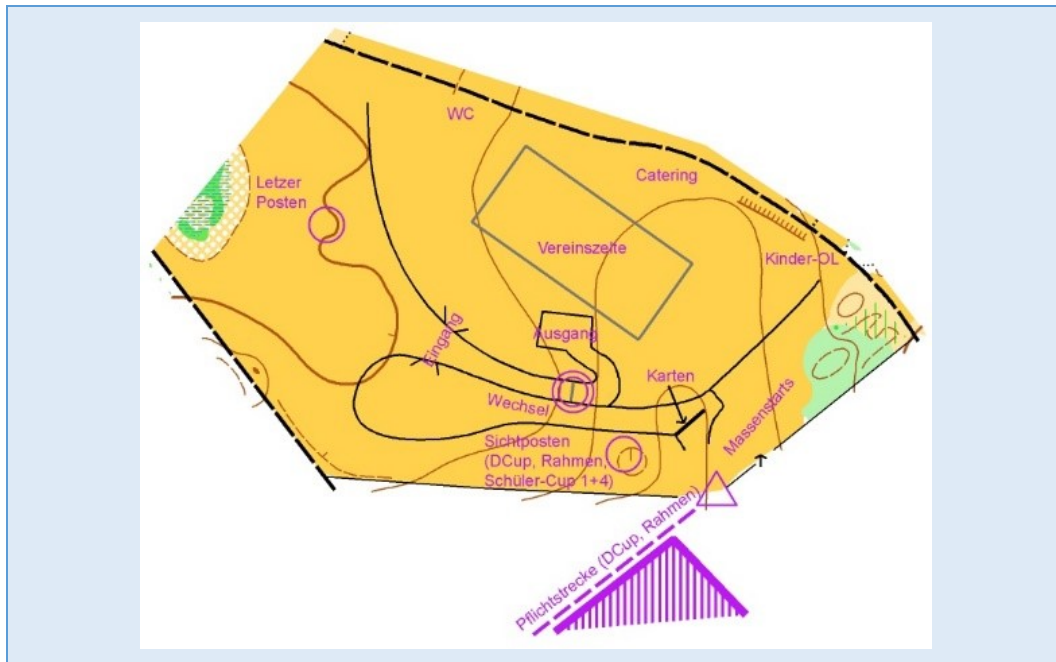 WC
Catering
Letzer
Posten
Vereinszelte
Kinder-OL
Ausgang
Eingang
Karten
Wechsel
Massenstarts
Sichtposten
(DCup, Rahmen,
Schüler-Cup 1+4)
Pflichtstrecke (DCup, Rahmen)